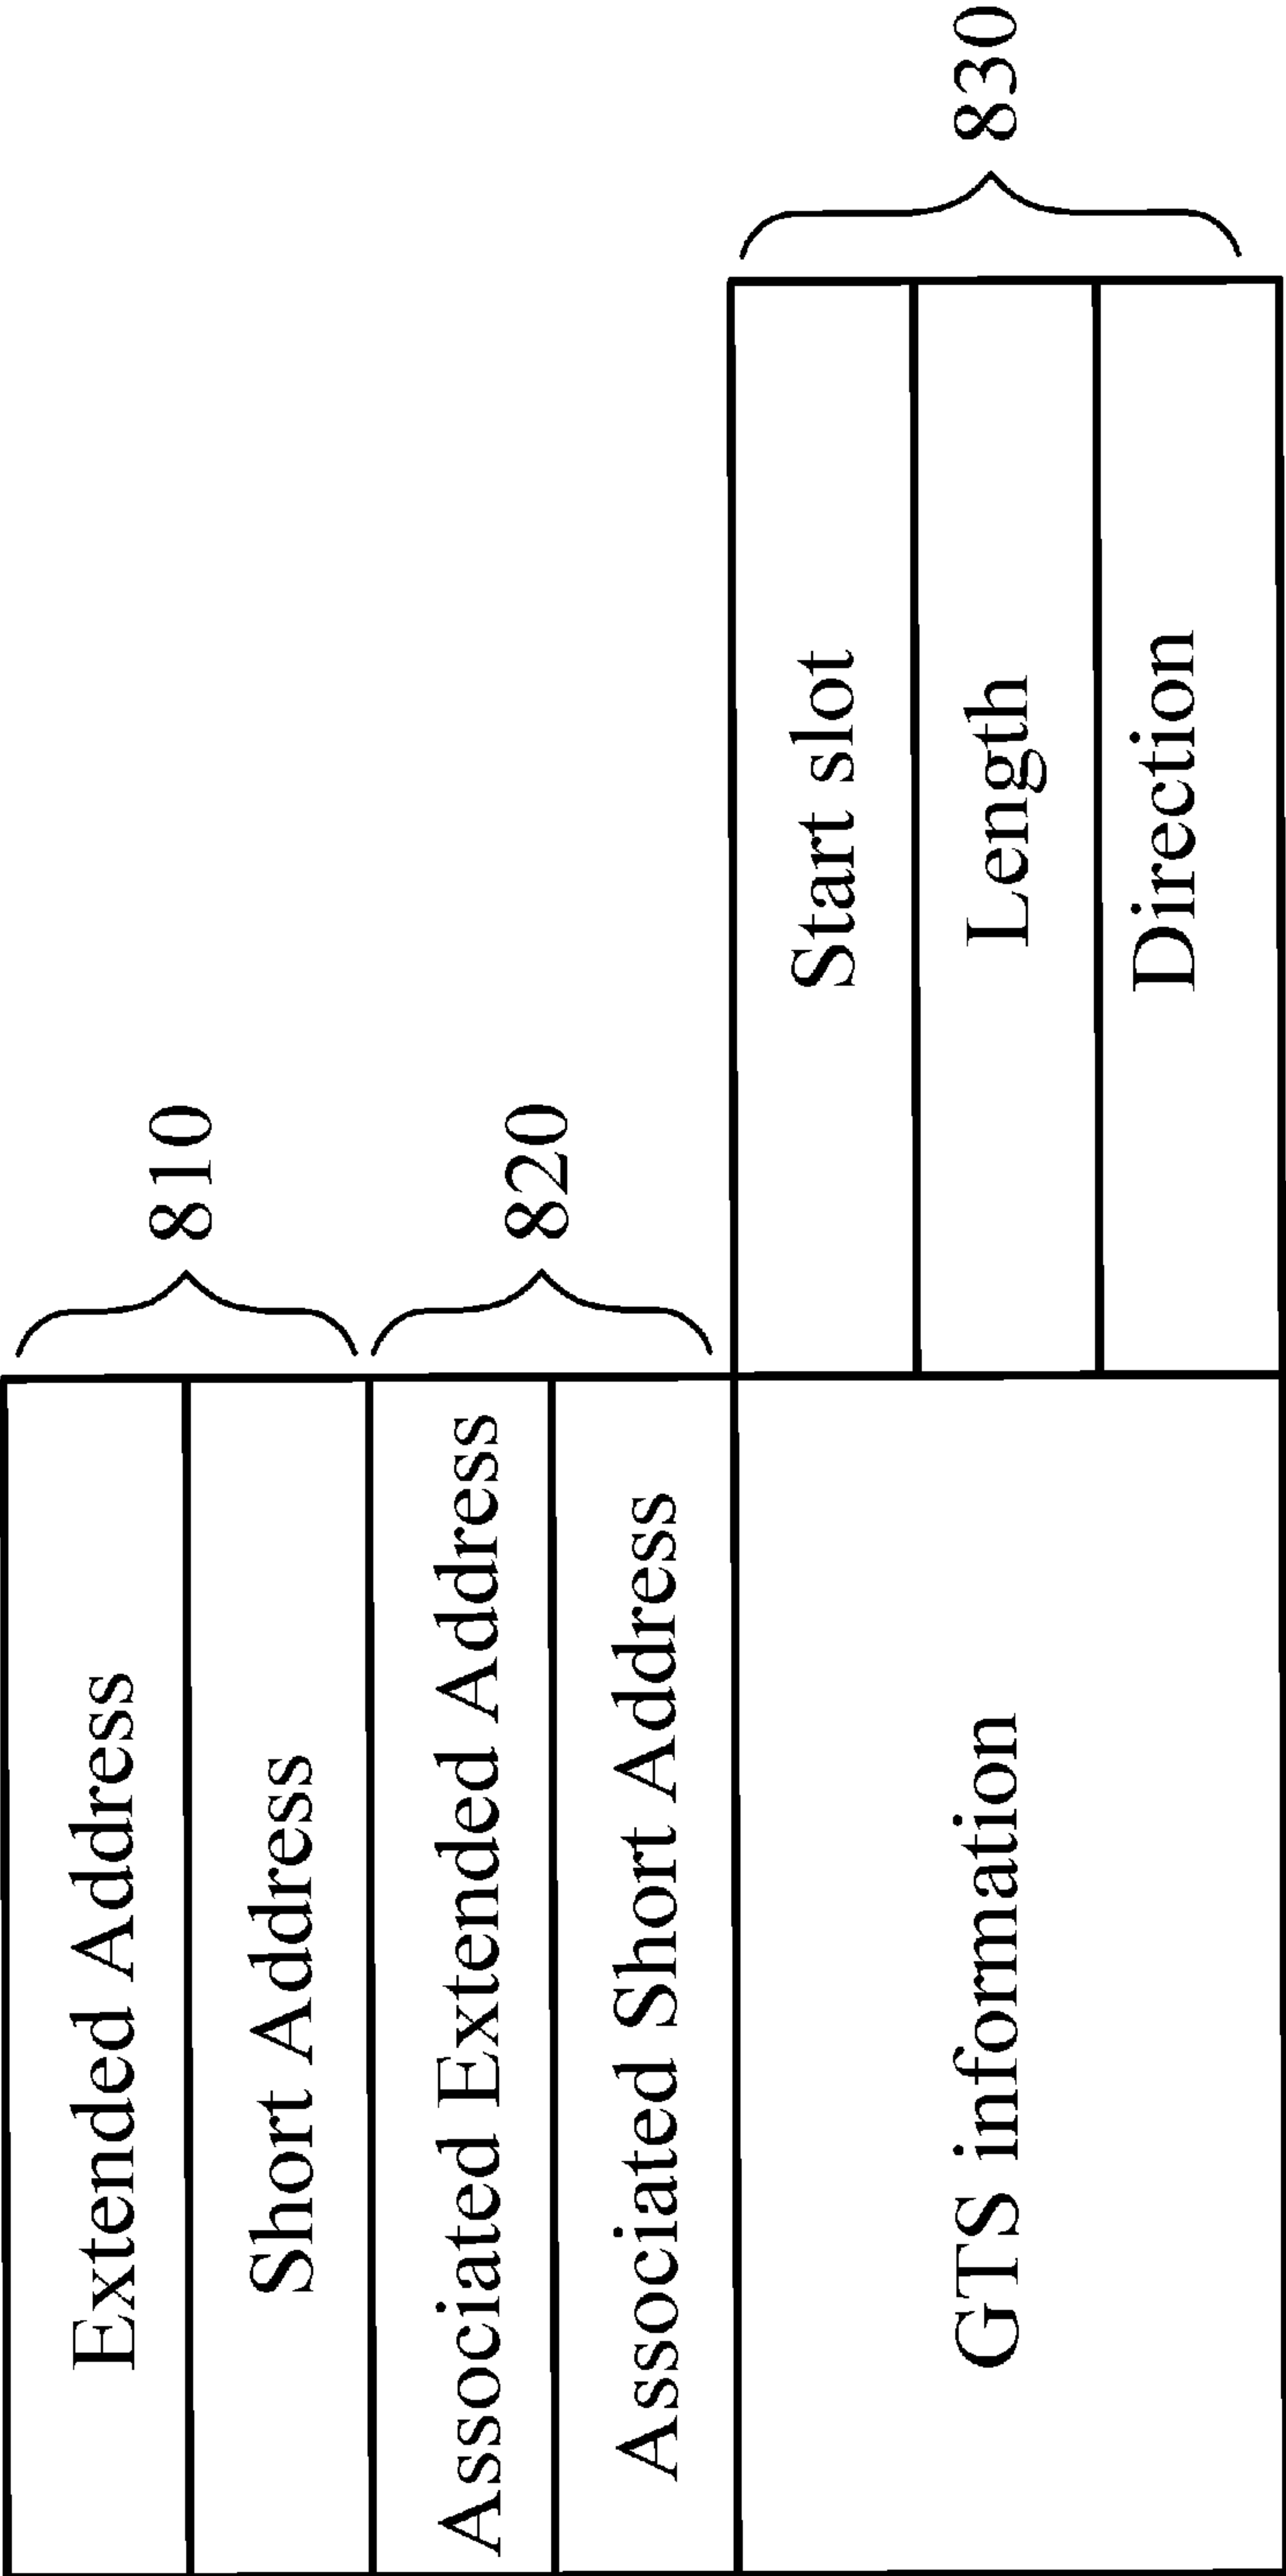 Extended Address
Short Address
810
Associated Extended Address
Associated Short Address
820
GTS information
Start slot
Length
Direction
830